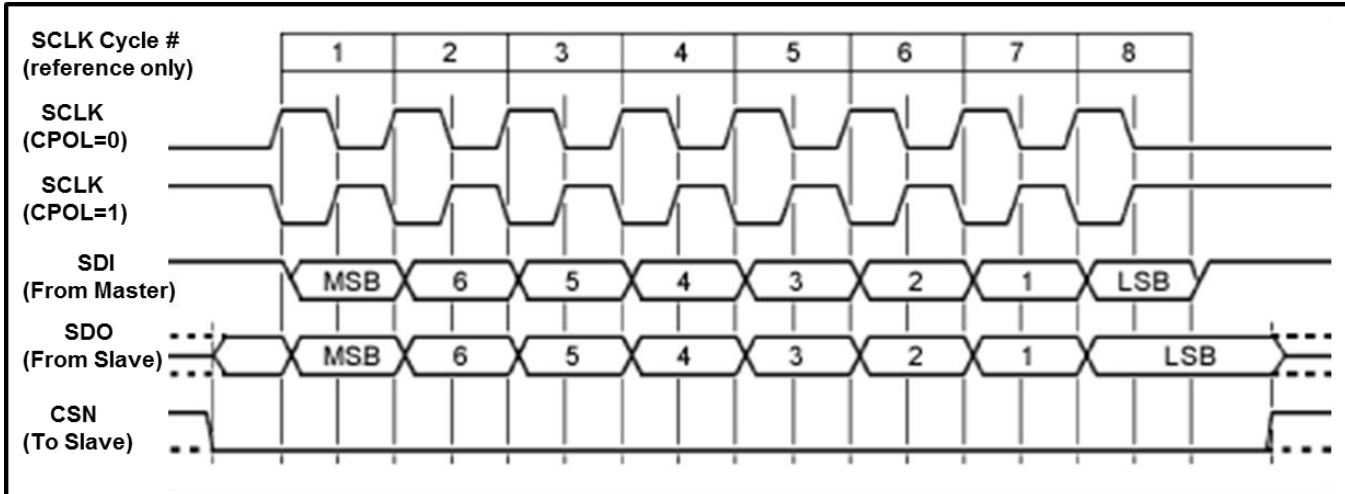 SCLK Cycle #
(reference only)
1 2 3 4 5 6 7 8
SCLK
(CPOL=0)
SCLK
(CPOL=1)
SDI
(From Master)
MSB 6 5 4 3 2 1 LSB
SDO
(From Slave)
MSB 6 5 4 3 2 1 LSB
CSN
(To Slave)